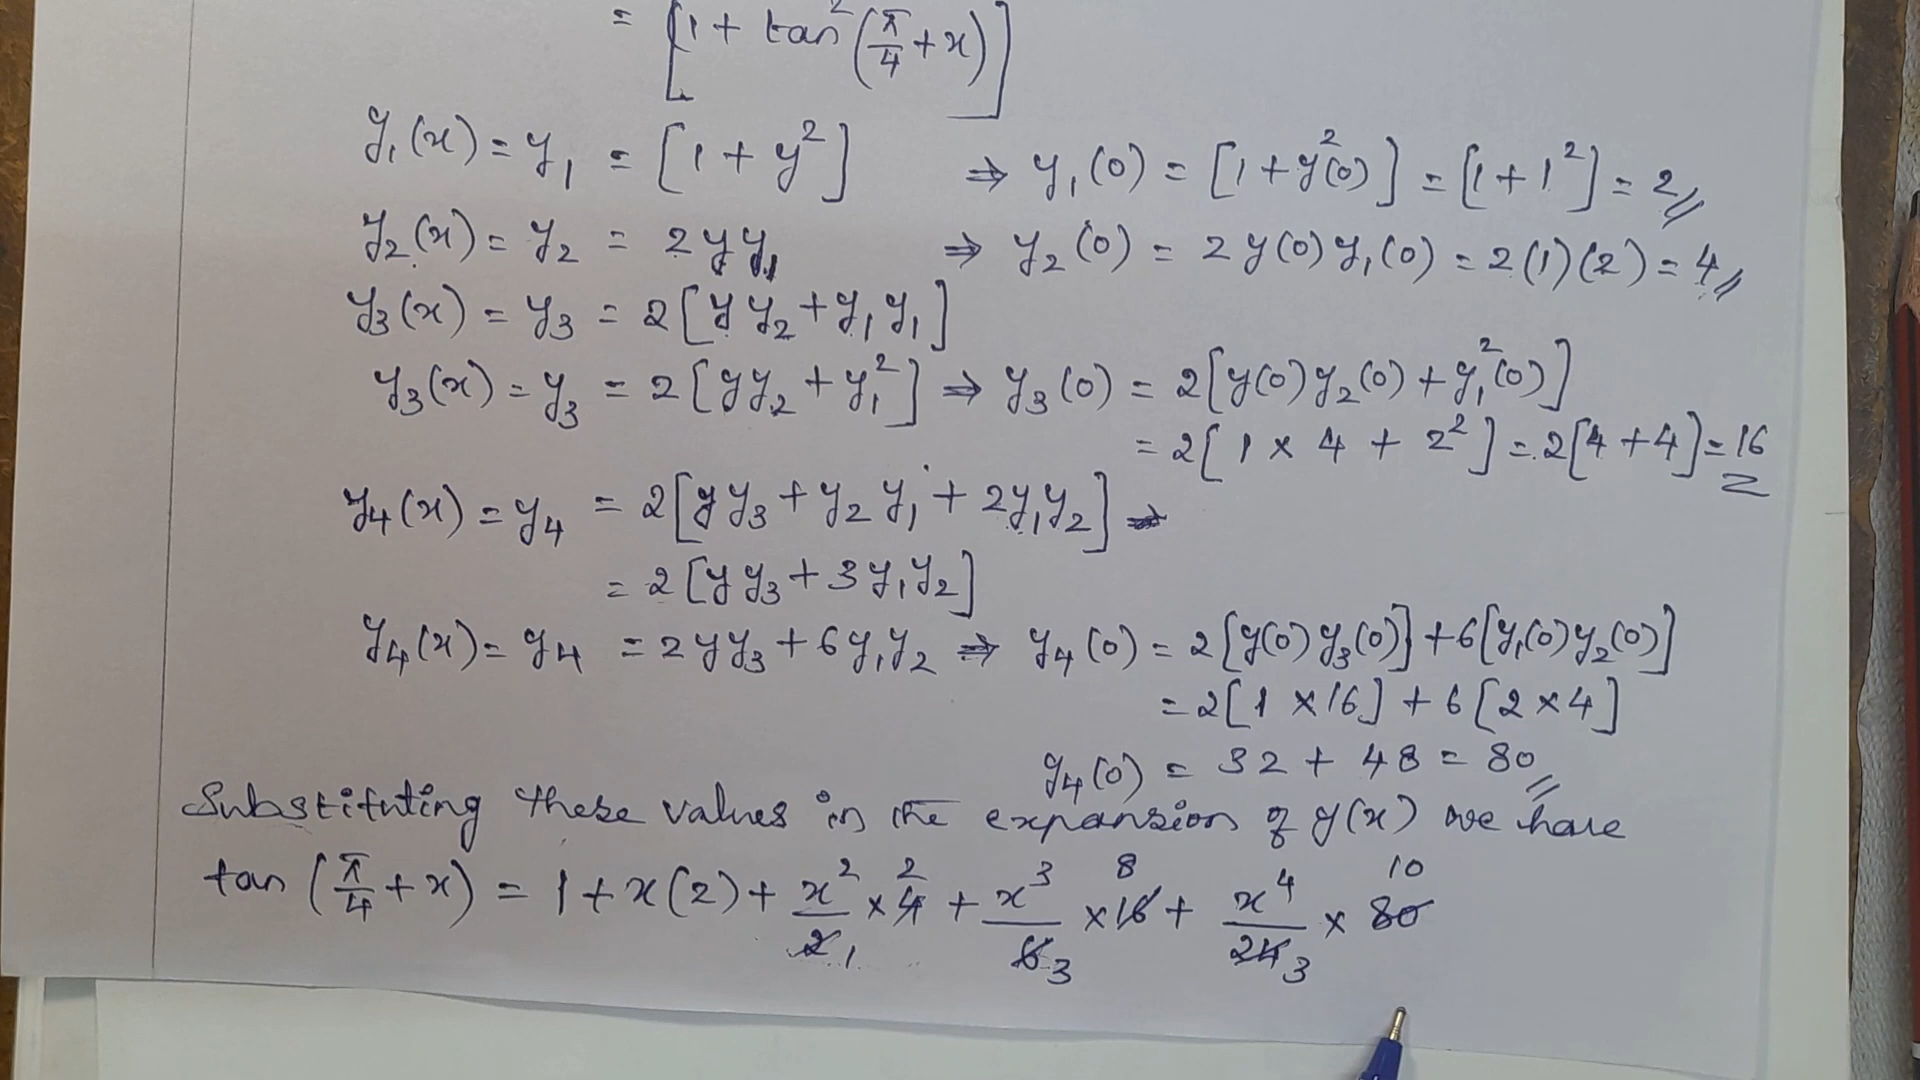 = [1 + tan²(π/4 + x)]
y₁(x) = y₁ = [1 + y²] ⇒ y₁(0) = [1 + y²(0)] = [1 + 1²] = 2//
y₂(x) = y₂ = 2yy₁ ⇒ y₂(0) = 2y(0)y₁(0) = 2(1)(2) = 4//
y₃(x) = y₃ = 2[yy₂ + y₁y₁]
y₃(x) = y₃ = 2[yy₂ + y₁²] ⇒ y₃(0) = 2[y(0)y₂(0) + y₁²(0)]
= 2[1 × 4 + 2²] = 2[4 + 4] = 16
y₄(x) = y₄ = 2[yy₃ + y₂y₁ + 2y₁y₂] ⇒
= 2[yy₃ + 3y₁y₂]
y₄(x) = y₄ = 2yy₃ + 6y₁y₂ ⇒ y₄(0) = 2[y(0)y₃(0)] + 6[y₁(0)y₂(0)]
= 2[1 × 16] + 6[2 × 4]
y₄(0) = 32 + 48 = 80//
Substituting these values in the expansion of y(x) we have
tan(π/4 + x) = 1 + x(2) + x²/2̶ 1 × 4̶ 2 + x³/6̶ 3 × 1̶6̶ 8 + x⁴/2̶4̶ 3 × 8̶0̶ 10